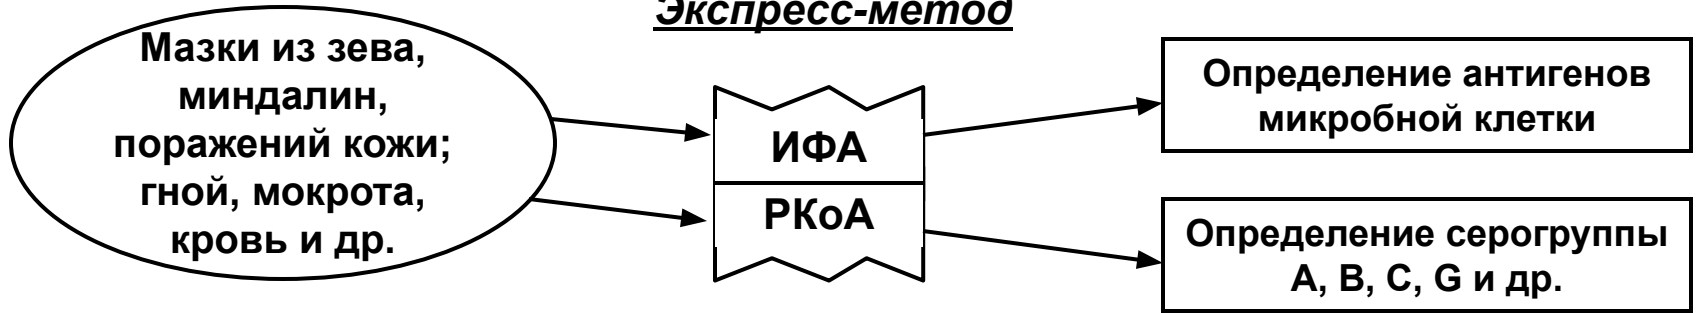 Экспресс-метод
Мазки из зева,
миндалин,
поражений кожи;
гной, мокрота,
кровь и др.
ИФА
РКоА
Определение антигенов
микробной клетки
Определение серогруппы
А, В, С, G и др.